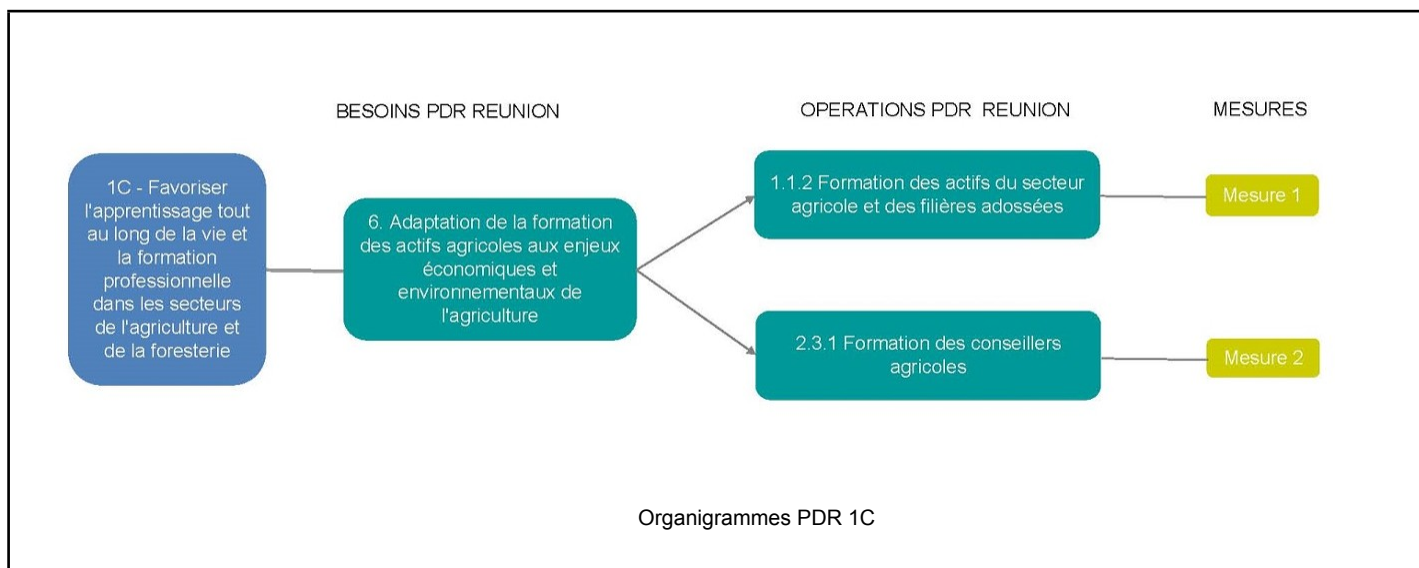 BESOINS PDR REUNION
OPERATIONS PDR REUNION
MESURES
1C - Favoriser
l'apprentissage tout
au long de la vie et
la formation
professionnelle
dans les secteurs
de l'agriculture et
de la foresterie
6. Adaptation de la formation
des actifs agricoles aux enjeux
économiques et
environnementaux de
l'agriculture
1.1.2 Formation des actifs du secteur
agricole et des filières adossées
Mesure 1
2.3.1 Formation des conseillers
agricoles
Mesure 2
Organigrammes PDR 1C